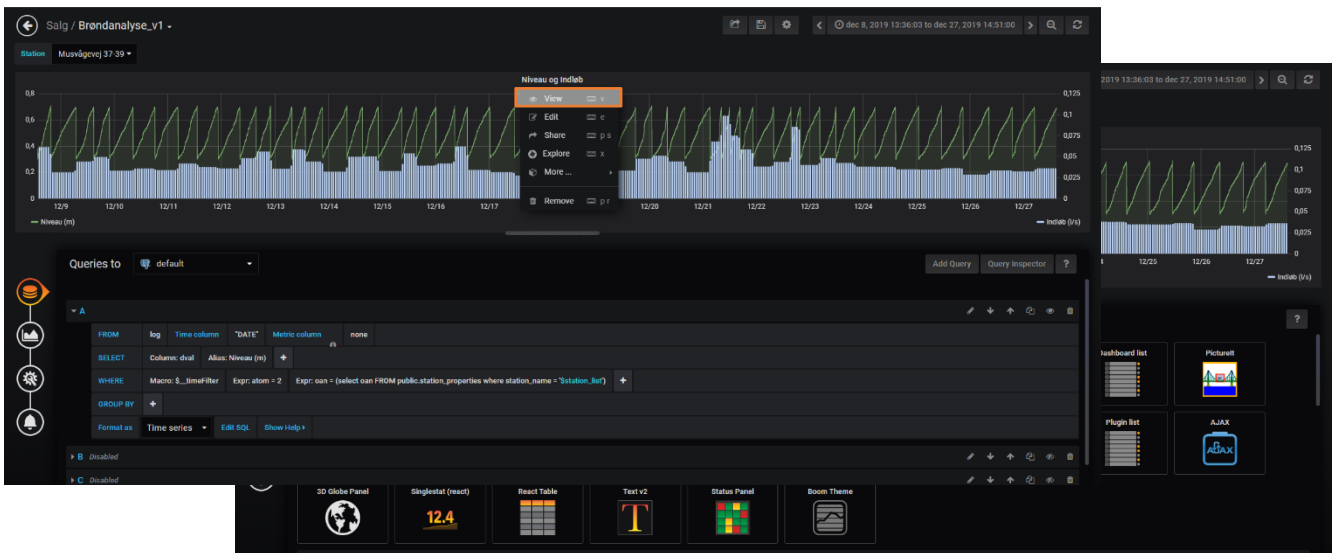 Salg / Brøndanalyse_v1
dec 8, 2019 13:36:03 to dec 27, 2019 14:51:00
Station Musvågevej 37-39
Niveau og Indløb
View v
Edit e
Share p s
Explore x
More ...
Remove p r
0,8
0,6
0,4
0,2
0
0,125
0,1
0,075
0,05
0,025
0
12/9 12/10 12/11 12/12 12/13 12/14 12/15 12/16 12/17 12/20 12/21 12/22 12/23 12/24 12/25 12/26 12/27
Niveau (m)
Indløb (l/s)
2019 13:36:03 to dec 27, 2019 14:51:00
0,125
0,1
0,075
0,05
0,025
0
12/25 12/26 12/27
Indløb (l/s)
Queries to default Add Query Query Inspector ?
A
FROM log Time column "DATE" Metric column none
SELECT Column: dval Alias: Niveau (m) +
WHERE Macro: $__timeFilter Expr: atom = 2 Expr: oan = (select oan FROM public.station_properties where station_name = '$station_list') +
GROUP BY +
Format as Time series Edit SQL Show Help
B Disabled
C Disabled
?
Dashboard list PictureIt
Plugin list AJAX
AJAX
3D Globe Panel Singlestat (react) React Table Text v2 Status Panel Boom Theme
12.4 T